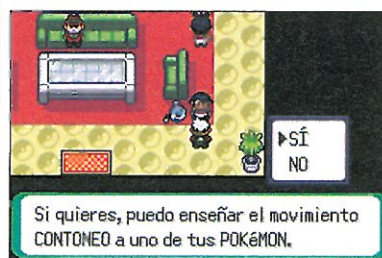 ▶SÍ
NO
Si quieres, puedo enseñar el movimiento
CONTONEO a uno de tus POKéMON.